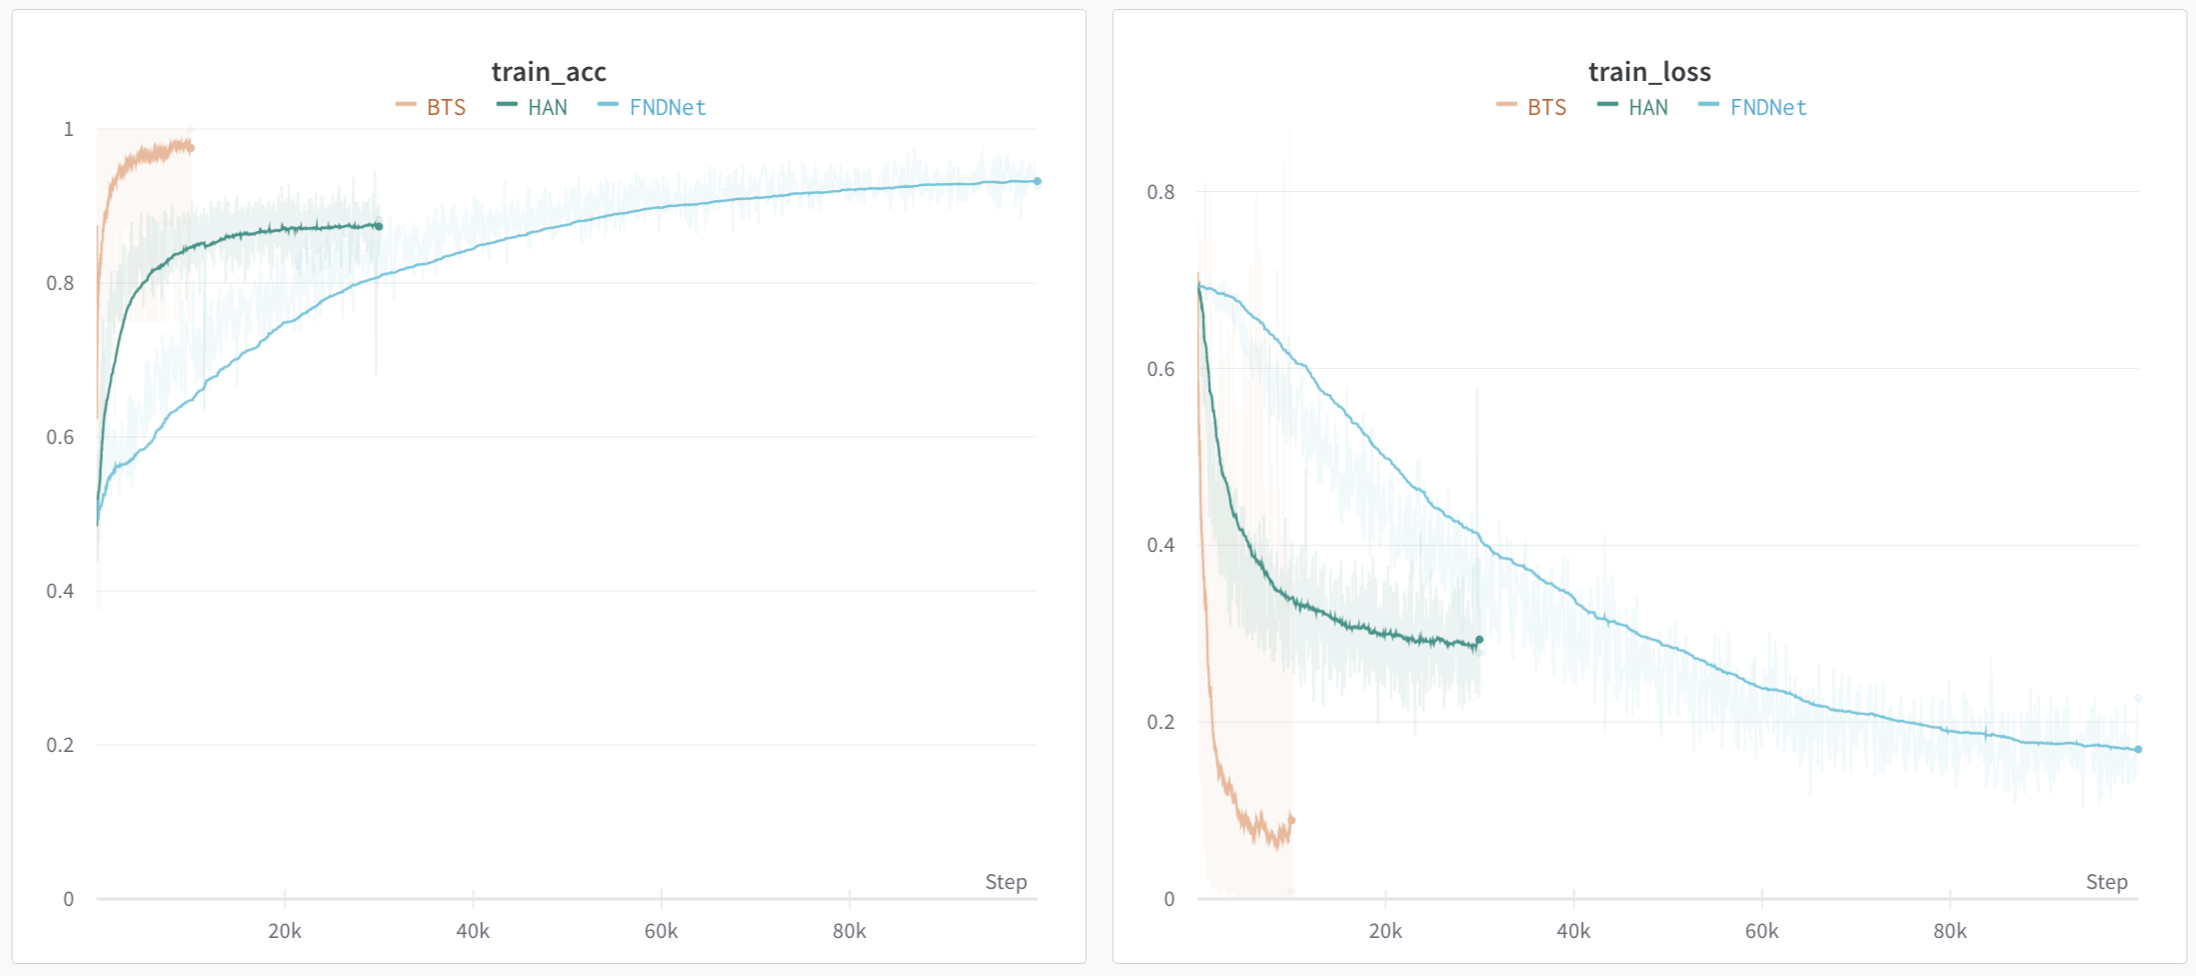 train_acc
BTS HAN FNDNet
1
0.8
0.6
0.4
0.2
0
20k 40k 60k 80k
Step
train_loss
BTS HAN FNDNet
0.8
0.6
0.4
0.2
0
20k 40k 60k 80k
Step